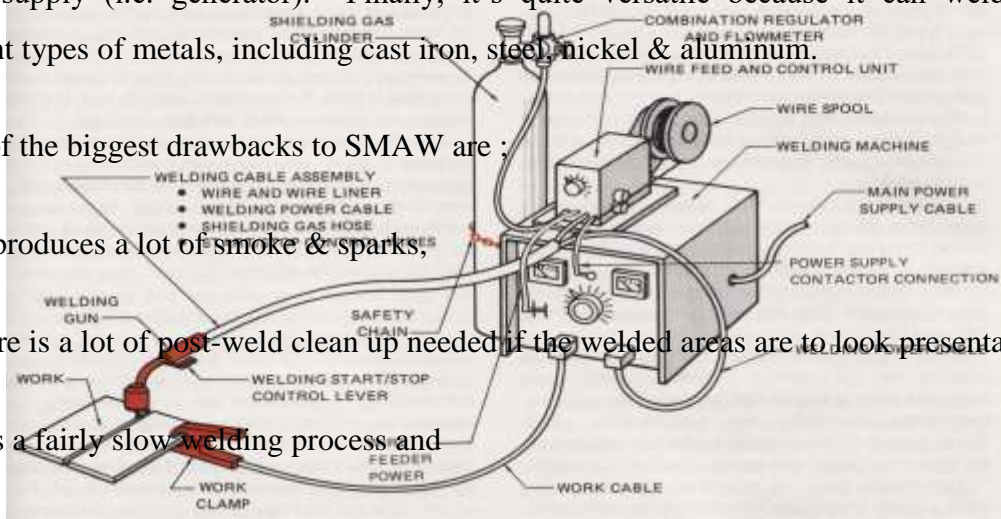 supply (i.e. generator). Finally, it's quite versatile because it can weld
SHIELDING GAS
CYLINDER
COMBINATION REGULATOR
AND FLOWMETER
nt types of metals, including cast iron, steel, nickel & aluminum.
WIRE FEED AND CONTROL UNIT
WIRE SPOOL
of the biggest drawbacks to SMAW are ;
WELDING MACHINE
WELDING CABLE ASSEMBLY
• WIRE AND WIRE LINER
• WELDING POWER CABLE
• SHIELDING GAS HOSE
MAIN POWER
SUPPLY CABLE
produces a lot of smoke & sparks,
POWER SUPPLY
CONTACTOR CONNECTION
WELDING
GUN
SAFETY
CHAIN
re is a lot of post-weld clean up needed if the welded areas are to look presenta
WORK
WELDING START/STOP
CONTROL LEVER
s a fairly slow welding process and
FEEDER
POWER
WORK
CLAMP
WORK CABLE